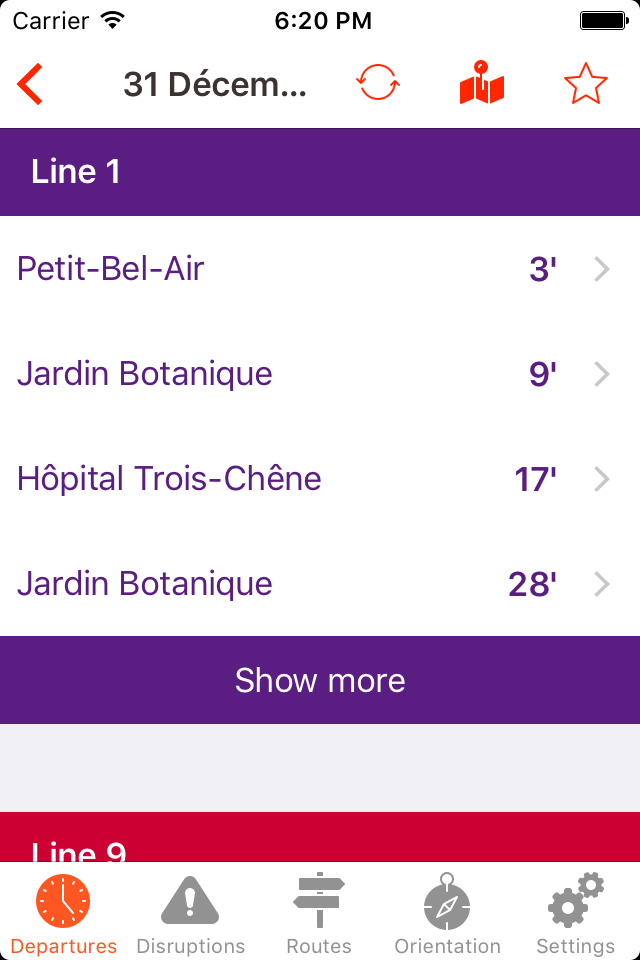 Carrier 6:20 PM
31 Décem...
Line 1
Petit-Bel-Air 3'
Jardin Botanique 9'
Hôpital Trois-Chêne 17'
Jardin Botanique 28'
Show more
Line 9
Departures Disruptions Routes Orientation Settings